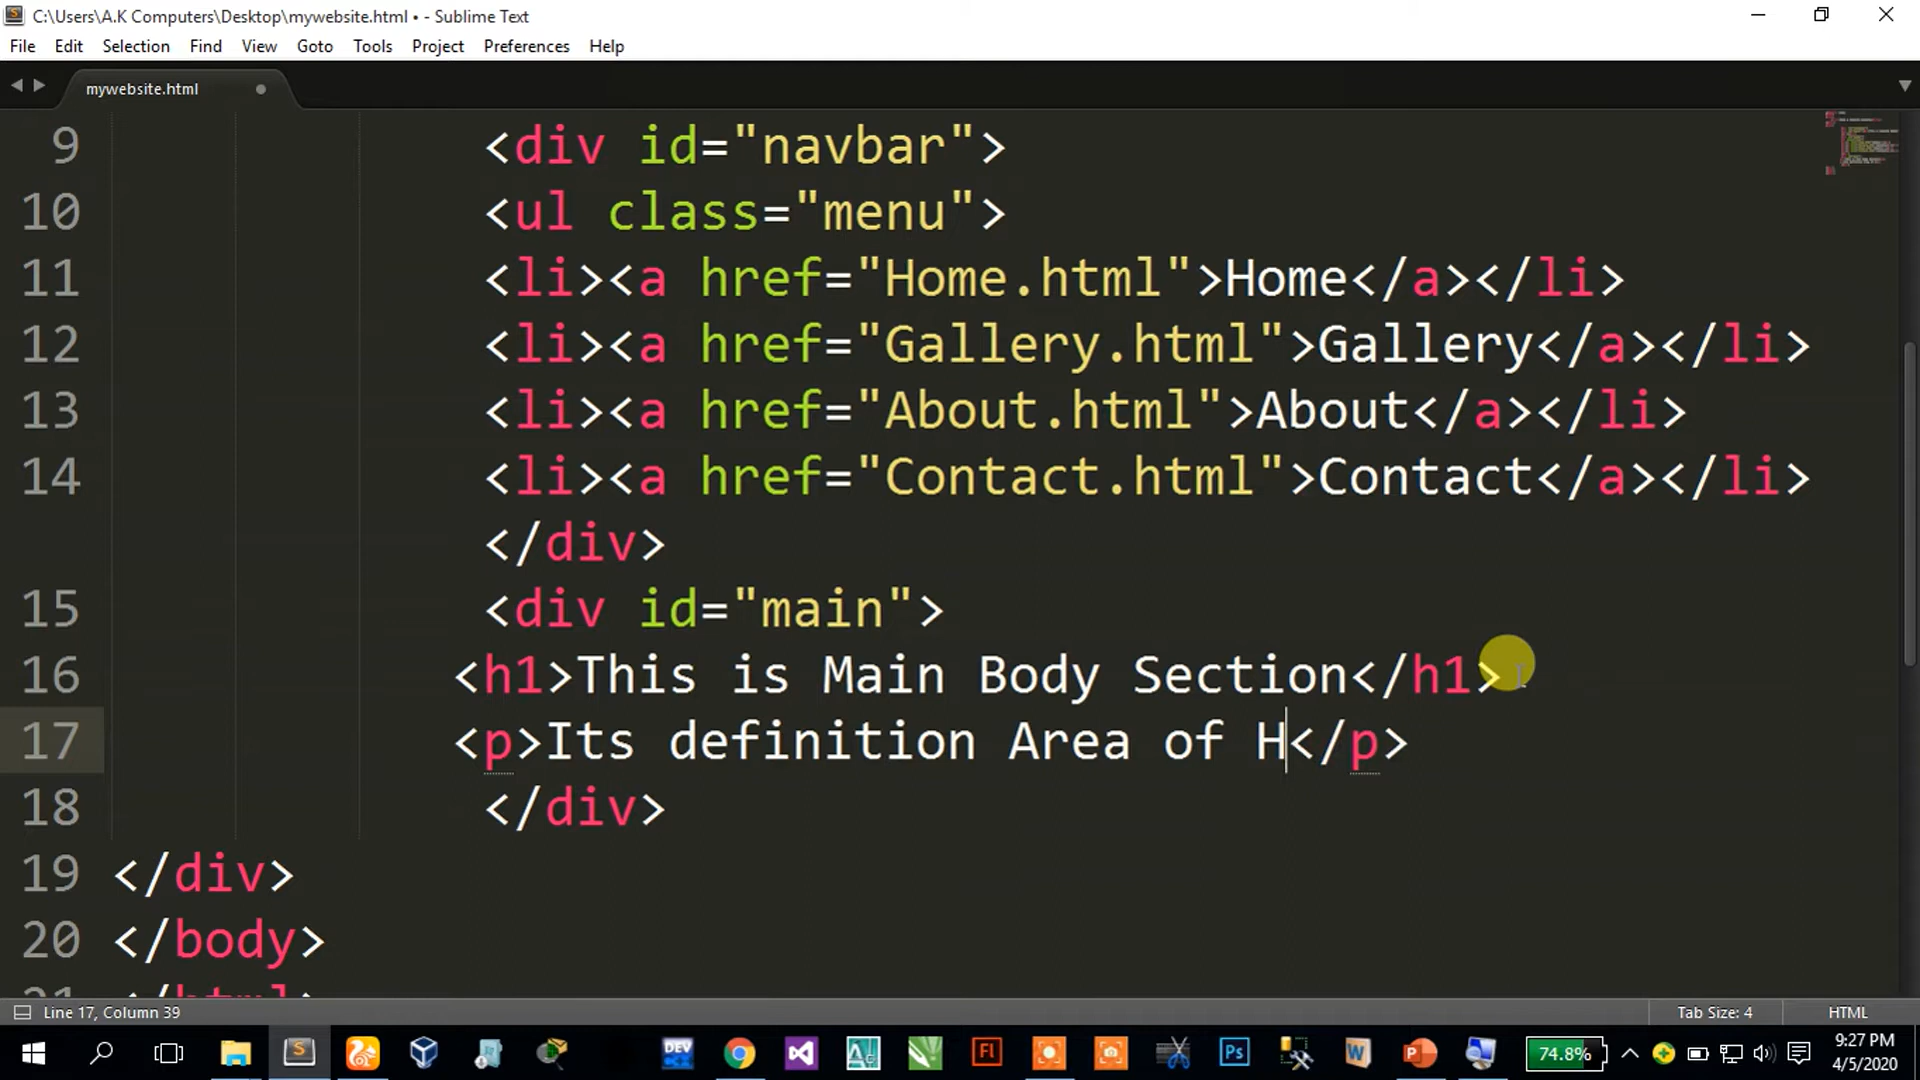 C:\Users\A.K Computers\Desktop\mywebsite.html • - Sublime Text
File Edit Selection Find View Goto Tools Project Preferences Help
mywebsite.html
9 <div id="navbar">
10 <ul class="menu">
11 <li><a href="Home.html">Home</a></li>
12 <li><a href="Gallery.html">Gallery</a></li>
13 <li><a href="About.html">About</a></li>
14 <li><a href="Contact.html">Contact</a></li>
</div>
15 <div id="main">
16 <h1>This is Main Body Section</h1>
17 <p>Its definition Area of H</p>
18 </div>
19 </div>
20 </body>
21 </html>
Line 17, Column 39 Tab Size: 4 HTML
DEV Fl Ps W P 74.8% 9:27 PM
4/5/2020